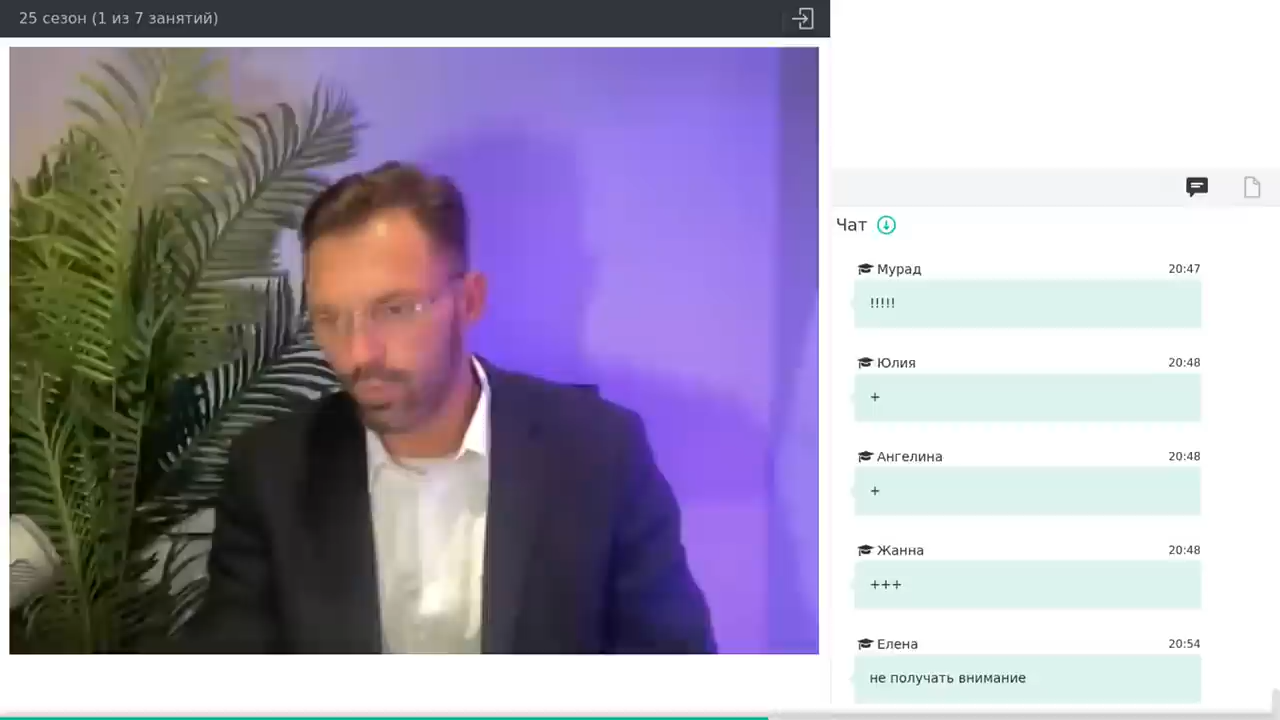 25 сезон (1 из 7 занятий)
Чат
Мурад 20:47
!!!!!
Юлия 20:48
+
Ангелина 20:48
+
Жанна 20:48
+++
Елена 20:54
не получать внимание